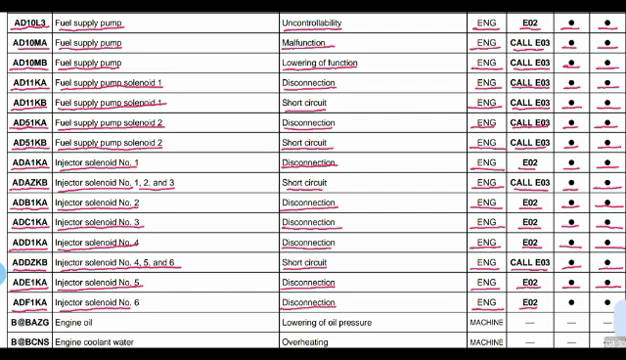 AD10L3 Fuel supply pump Uncontrollability ENG E02 ● ●
AD10MA Fuel supply pump Malfunction ENG CALL E03 ● ●
AD10MB Fuel supply pump Lowering of function ENG CALL E03 ● ●
AD11KA Fuel supply pump solenoid 1 Disconnection ENG CALL E03 ● ●
AD11KB Fuel supply pump solenoid 1 Short circuit ENG CALL E03 ● ●
AD51KA Fuel supply pump solenoid 2 Disconnection ENG CALL E03 ● ●
AD51KB Fuel supply pump solenoid 2 Short circuit ENG CALL E03 ● ●
ADA1KA Injector solenoid No. 1 Disconnection ENG E02 ● ●
ADAZKB Injector solenoid No. 1, 2, and 3 Short circuit ENG CALL E03 ● ●
ADB1KA Injector solenoid No. 2 Disconnection ENG E02 ● ●
ADC1KA Injector solenoid No. 3 Disconnection ENG E02 ● ●
ADD1KA Injector solenoid No. 4 Disconnection ENG E02 ● ●
ADDZKB Injector solenoid No. 4, 5, and 6 Short circuit ENG CALL E03 ● ●
ADE1KA Injector solenoid No. 5 Disconnection ENG E02 ● ●
ADF1KA Injector solenoid No. 6 Disconnection ENG E02 ● ●
B@BAZG Engine oil Lowering of oil pressure MACHINE — — —
B@BCNS Engine coolant water Overheating MACHINE — —